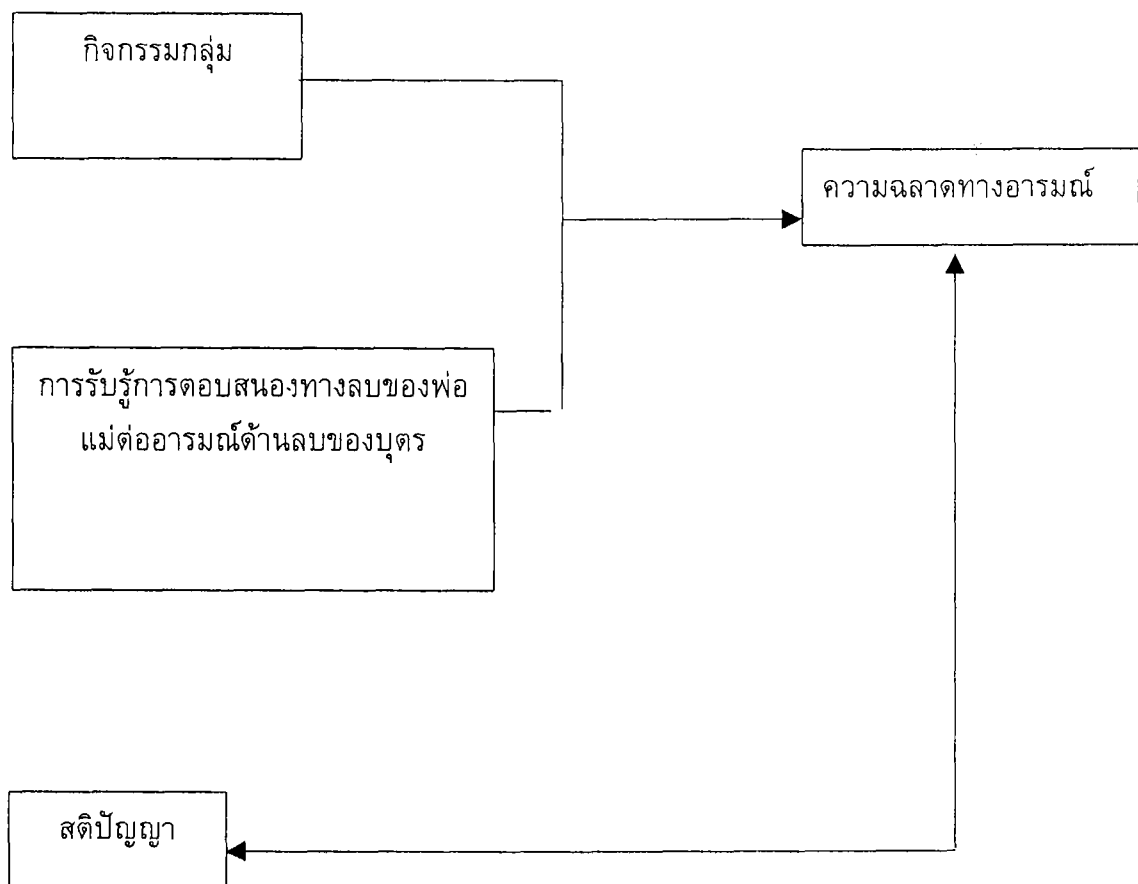 กิจกรรมกลุ่ม
ความฉลาดทางอารมณ์
การรับรู้การตอบสนองทางลบของพ่อ
แม่ต่ออารมณ์ด้านลบของบุตร
สติปัญญา